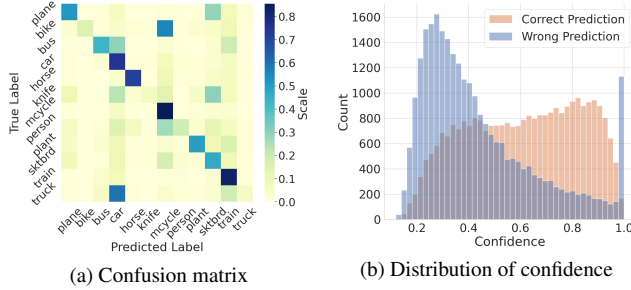 True Label
plane
bike
bus
car
horse
knife
mcycle
person
plant
sktbrd
train
truck
plane bike bus car horse knife mcycle person plant sktbrd train truck
Predicted Label
0.8
0.7
0.6
0.5
0.4
0.3
0.2
0.1
0.0
Scale
(a) Confusion matrix
Correct Prediction
Wrong Prediction
Count
1600
1400
1200
1000
800
600
400
200
0
0.2 0.4 0.6 0.8 1.0
Confidence
(b) Distribution of confidence